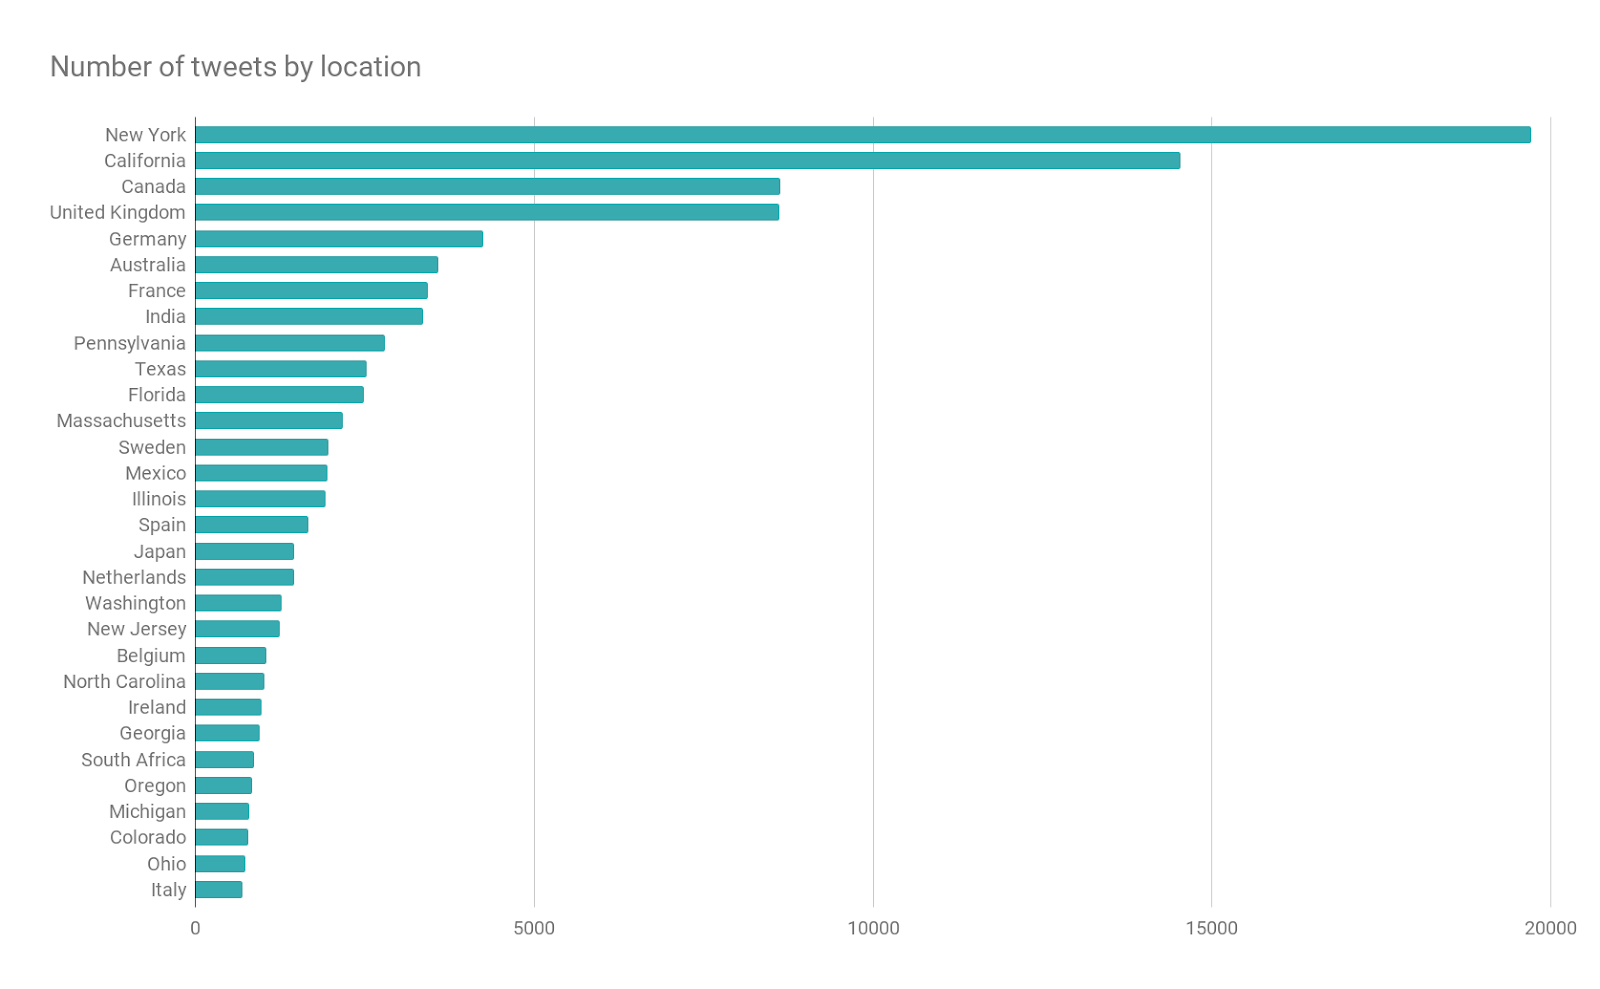 Number of tweets by location
New York
California
Canada
United Kingdom
Germany
Australia
France
India
Pennsylvania
Texas
Florida
Massachusetts
Sweden
Mexico
Illinois
Spain
Japan
Netherlands
Washington
New Jersey
Belgium
North Carolina
Ireland
Georgia
South Africa
Oregon
Michigan
Colorado
Ohio
Italy
0 5000 10000 15000 20000